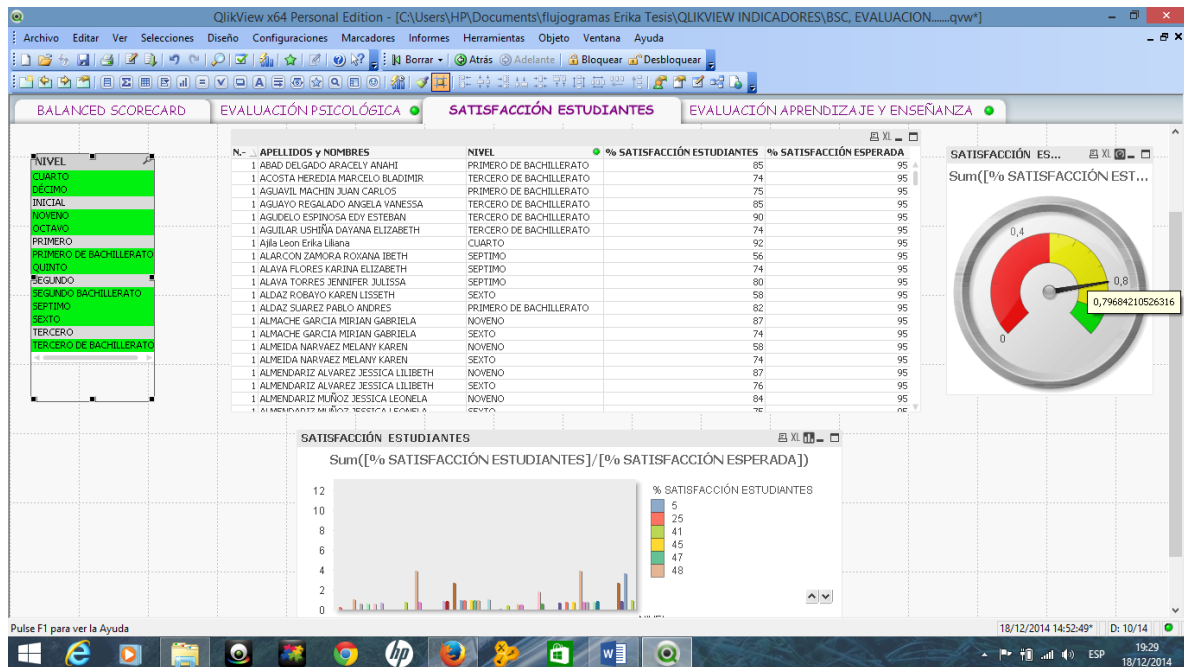 QlikView x64 Personal Edition - [C:\Users\HP\Documents\flujogramas Erika Tesis\QLIKVIEW INDICADORES\BSC, EVALUACION.......qvw*]
Archivo Editar Ver Selecciones Diseño Configuraciones Marcadores Informes Herramientas Objeto Ventana Ayuda
Borrar Atrás Adelante Bloquear Desbloquear
BALANCED SCORECARD EVALUACIÓN PSICOLÓGICA SATISFACCIÓN ESTUDIANTES EVALUACIÓN APRENDIZAJE Y ENSEÑANZA
NIVEL
CUARTO
DÉCIMO
INICIAL
NOVENO
OCTAVO
PRIMERO
PRIMERO DE BACHILLERATO
QUINTO
SEGUNDO
SEGUNDO BACHILLERATO
SEPTIMO
SEXTO
TERCERO
TERCERO DE BACHILLERATO
XL
N.- APELLIDOS y NOMBRES NIVEL % SATISFACCIÓN ESTUDIANTES % SATISFACCIÓN ESPERADA
1 ABAD DELGADO ARACELY ANAHI PRIMERO DE BACHILLERATO 85 95
1 ACOSTA HEREDIA MARCELO BLADIMIR TERCERO DE BACHILLERATO 74 95
1 AGUAVIL MACHIN JUAN CARLOS PRIMERO DE BACHILLERATO 75 95
1 AGUAYO REGALADO ANGELA VANESSA TERCERO DE BACHILLERATO 85 95
1 AGUDELO ESPINOSA EDY ESTEBAN TERCERO DE BACHILLERATO 90 95
1 AGUILAR USHIÑA DAYANA ELIZABETH TERCERO DE BACHILLERATO 74 95
1 Ajila Leon Erika Liliana CUARTO 92 95
1 ALARCON ZAMORA ROXANA IBETH SEPTIMO 56 95
1 ALAVA FLORES KARINA ELIZABETH SEPTIMO 74 95
1 ALAVA TORRES JENNIFER JULISSA SEPTIMO 80 95
1 ALDAZ ROBAYO KAREN LISSETH SEXTO 58 95
1 ALDAZ SUAREZ PABLO ANDRES PRIMERO DE BACHILLERATO 82 95
1 ALMACHE GARCIA MIRIAN GABRIELA NOVENO 87 95
1 ALMACHE GARCIA MIRIAN GABRIELA SEXTO 74 95
1 ALMEIDA NARVAEZ MELANY KAREN NOVENO 58 95
1 ALMEIDA NARVAEZ MELANY KAREN SEXTO 74 95
1 ALMENDARIZ ALVAREZ JESSICA LILIBETH NOVENO 87 95
1 ALMENDARIZ ALVAREZ JESSICA LILIBETH SEXTO 76 95
1 ALMENDARIZ MUÑOZ JESSICA LEONELA NOVENO 84 95
1 ALMENDARIZ MUÑOZ JESSICA LEONELA SEXTO 75 95
SATISFACCIÓN ES... XL
Sum([% SATISFACCIÓN EST...
0,4
0,8
0,79684210526316
0
SATISFACCIÓN ESTUDIANTES XL
Sum([% SATISFACCIÓN ESTUDIANTES]/[% SATISFACCIÓN ESPERADA])
12
10
8
6
4
2
0
% SATISFACCIÓN ESTUDIANTES
5
25
41
45
47
48
Pulse F1 para ver la Ayuda 18/12/2014 14:52:49* D: 10/14
ESP 19:29
18/12/2014